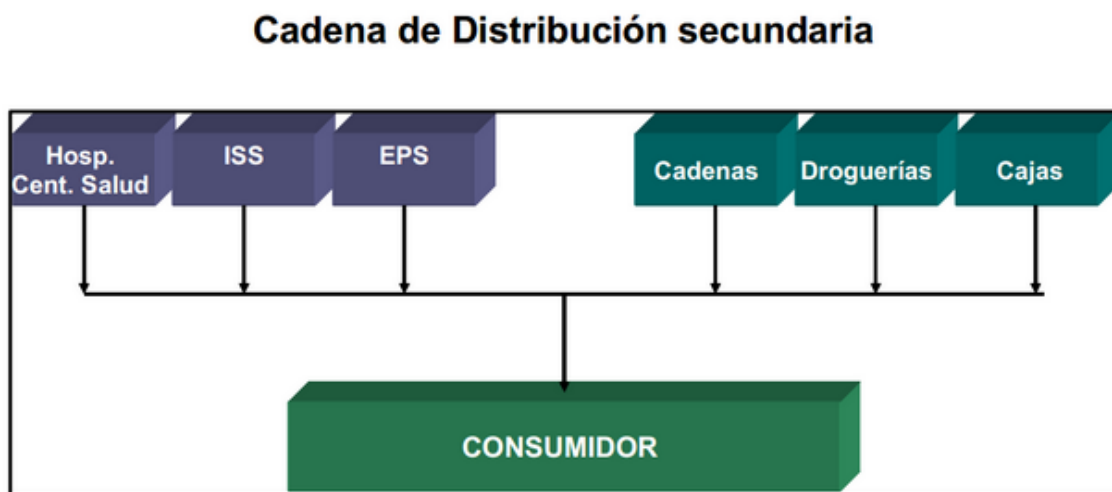 Cadena de Distribución secundaria
Hosp.
Cent. Salud
ISS
EPS
Cadenas
Droguerías
Cajas
CONSUMIDOR